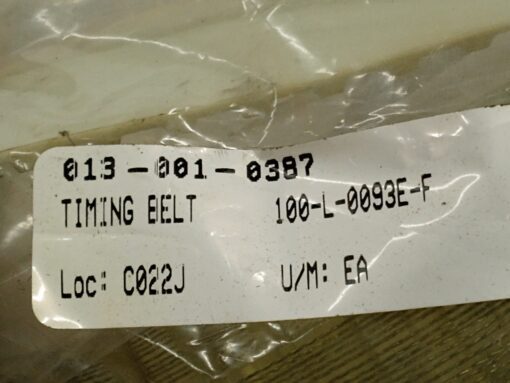 013-001-0387
TIMING BELT 100-L-0093E-F
Loc: C022J U/M: EA